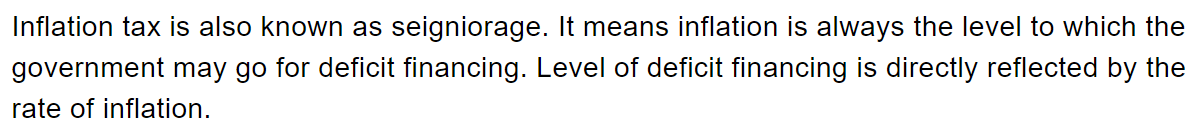 Inflation tax is also known as seigniorage. It means inflation is always the level to which the
government may go for deficit financing. Level of deficit financing is directly reflected by the
rate of inflation.